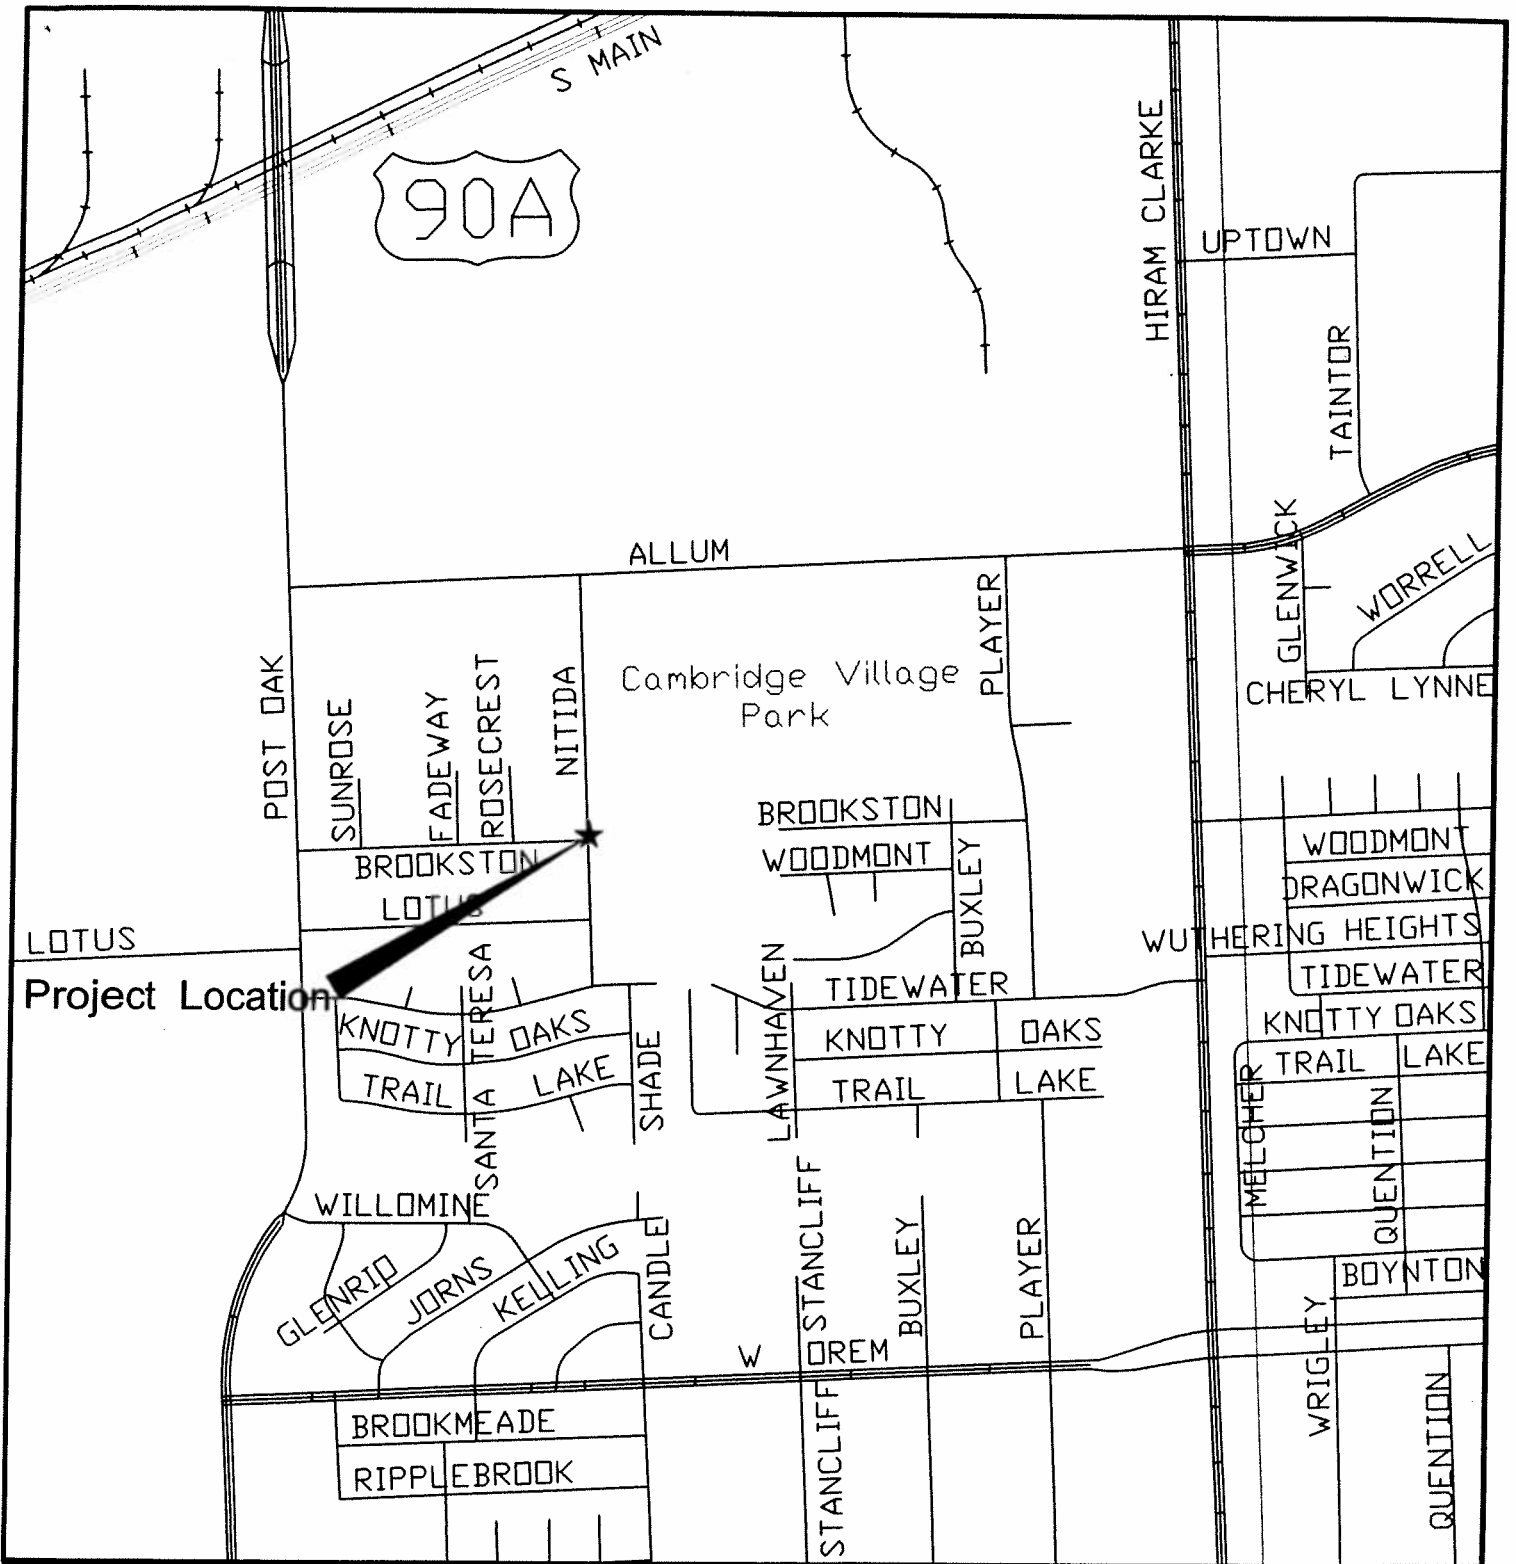 S MAIN
90A
HIRAM CLARKE
UPTOWN
TAINTOR
ALLUM
GLENWICK
WORRELL
CHERYL LYNNE
POST OAK
SUNROSE
FADEWAY
ROSECREST
NITIDA
Cambridge Village
Park
PLAYER
BROOKSTON
WOODMONT
BUXLEY
BROOKSTON
LOTUS
LOTUS
Project Location
WOODMONT
DRAGONWICK
WUTHERING HEIGHTS
TIDEWATER
KNOTTY OAKS
TRAIL LAKE
TIDEWATER
KNOTTY OAKS
TRAIL LAKE
LAWNHAVEN
KNOTTY OAKS
TRAIL LAKE
SANTA TERESA
SHADE
MELCHER
QUENTION
BOYNTON
WILLOMINE
GLENRIO
JORNS
KELLING
CANDLE
STANCLIFF
BUXLEY
PLAYER
W OREM
WRIGLEY
BROOKMEADE
RIPPLEBROOK
STANCLIFF
QUENTION